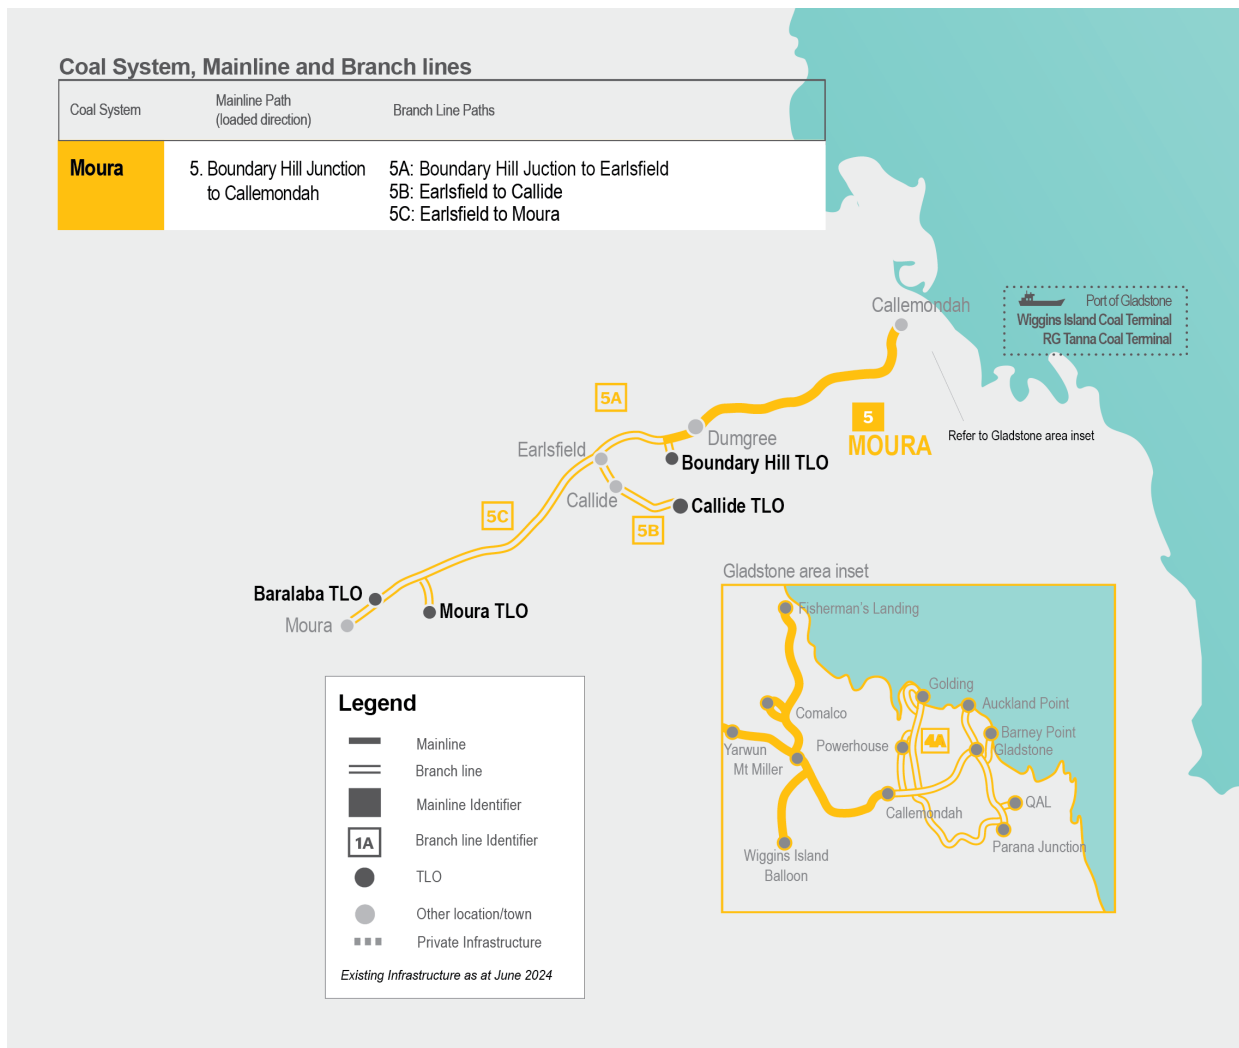 Coal System, Mainline and Branch lines
Coal System
Mainline Path
(loaded direction)
Branch Line Paths
Moura
5. Boundary Hill Junction
to Callemondah
5A: Boundary Hill Juction to Earlsfield
5B: Earlsfield to Callide
5C: Earlsfield to Moura
Callemondah
Port of Gladstone
Wiggins Island Coal Terminal
RG Tanna Coal Terminal
5A
5
MOURA
Refer to Gladstone area inset
Dumgree
Earlsfield
Boundary Hill TLO
Callide
Callide TLO
5C
5B
Baralaba TLO
Moura TLO
Moura
Gladstone area inset
Fisherman's Landing
Golding
Auckland Point
Comalco
Barney Point
Powerhouse
4A
Gladstone
Yarwun
Mt Miller
QAL
Callemondah
Parana Junction
Wiggins Island
Balloon
Legend
Mainline
Branch line
Mainline Identifier
1A
Branch line Identifier
TLO
Other location/town
Private Infrastructure
Existing Infrastructure as at June 2024